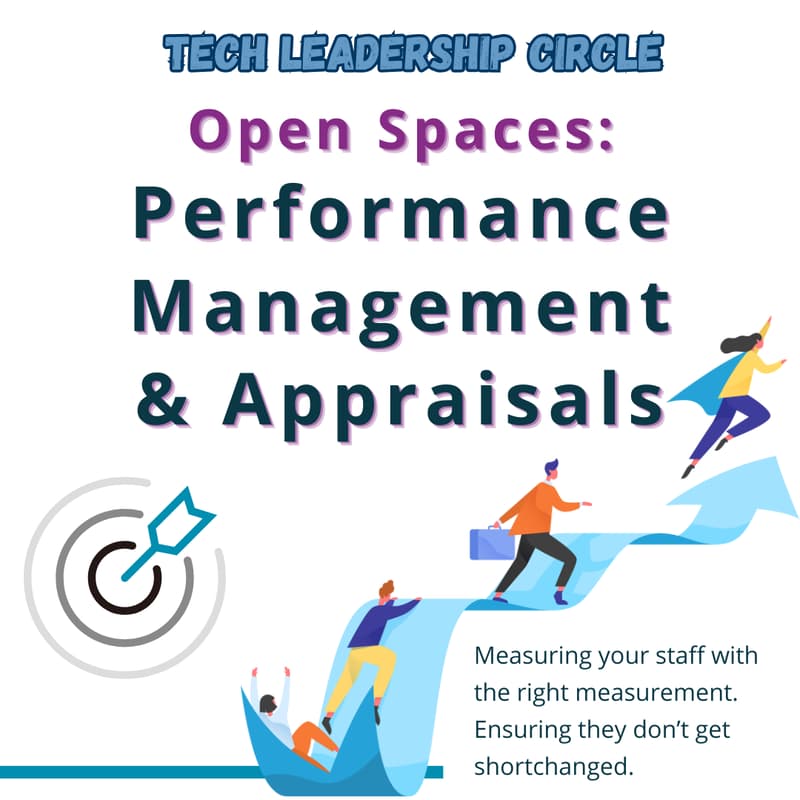 TECH LEADERSHIP CIRCLE
Open Spaces:
Performance
Management
& Appraisals
Measuring your staff with
the right measurement.
Ensuring they don’t get
shortchanged.